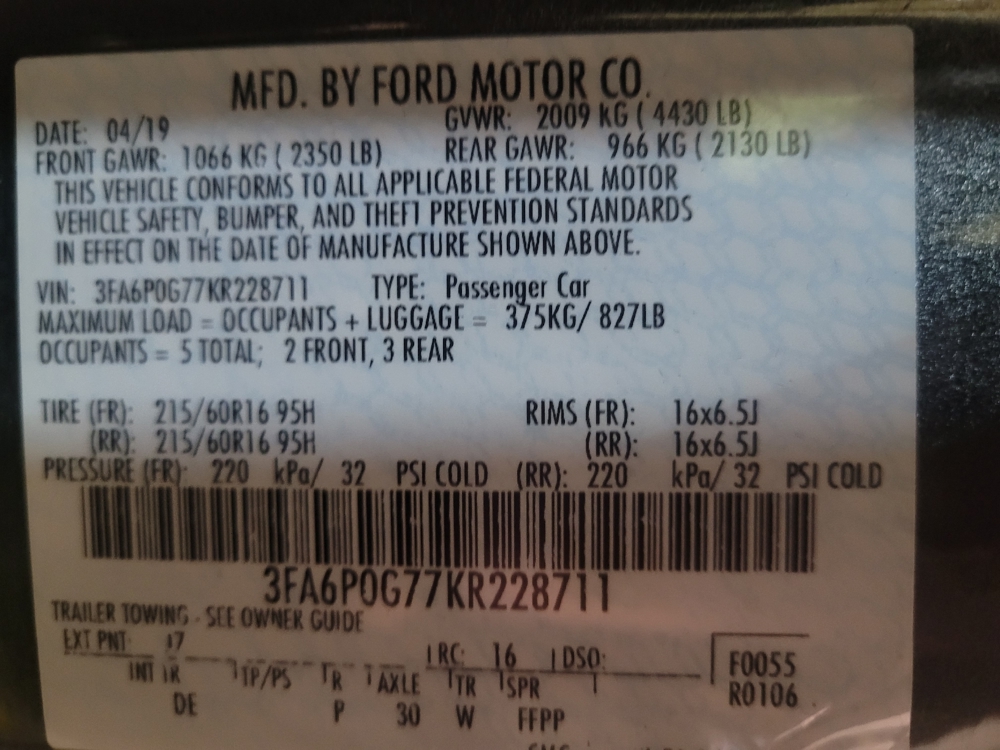 MFD. BY FORD MOTOR CO.
DATE: 04/19 GVWR: 2009 KG ( 4430 LB)
FRONT GAWR: 1066 KG ( 2350 LB) REAR GAWR: 966 KG ( 2130 LB)
THIS VEHICLE CONFORMS TO ALL APPLICABLE FEDERAL MOTOR
VEHICLE SAFETY, BUMPER, AND THEFT PREVENTION STANDARDS
IN EFFECT ON THE DATE OF MANUFACTURE SHOWN ABOVE.
VIN: 3FA6P0G77KR228711 TYPE: Passenger Car
MAXIMUM LOAD = OCCUPANTS + LUGGAGE = 375KG/ 827LB
OCCUPANTS = 5 TOTAL; 2 FRONT, 3 REAR
TIRE (FR): 215/60R16 95H RIMS (FR): 16x6.5J
(RR): 215/60R16 95H (RR): 16x6.5J
PRESSURE (FR): 220 kPa/ 32 PSI COLD (RR): 220 kPa/ 32 PSI COLD
3FA6P0G77KR228711
TRAILER TOWING - SEE OWNER GUIDE
EXT PNT: RC: 16 DSO: F0055
INT TR TP/PS R AXLE TR SPR R0106
DE P 30 W FFPP